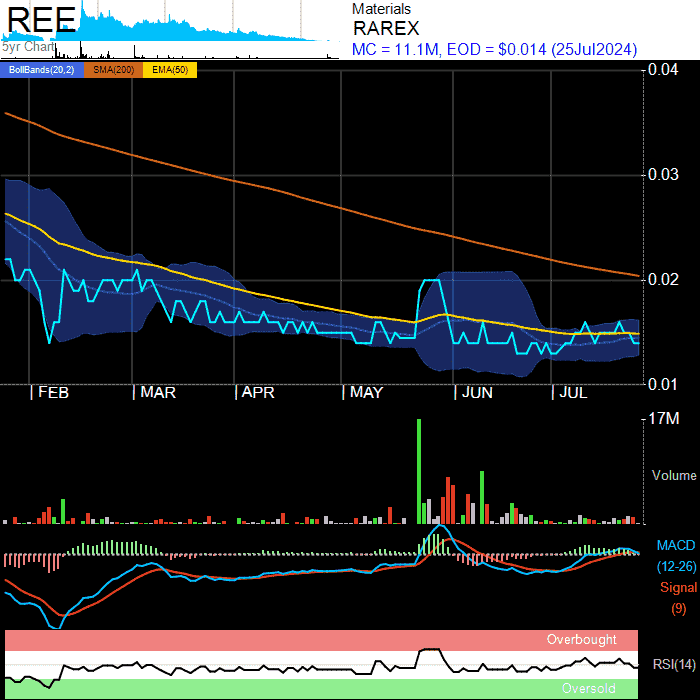 REE
5yr Chart
Materials
RAREX
MC = 11.1M, EOD = $0.014 (25Jul2024)
BollBands(20,2) SMA(200) EMA(50)
0.04
0.03
0.02
0.01
FEB MAR APR MAY JUN JUL
17M
Volume
MACD
(12-26)
Signal
(9)
Overbought
RSI(14)
Oversold